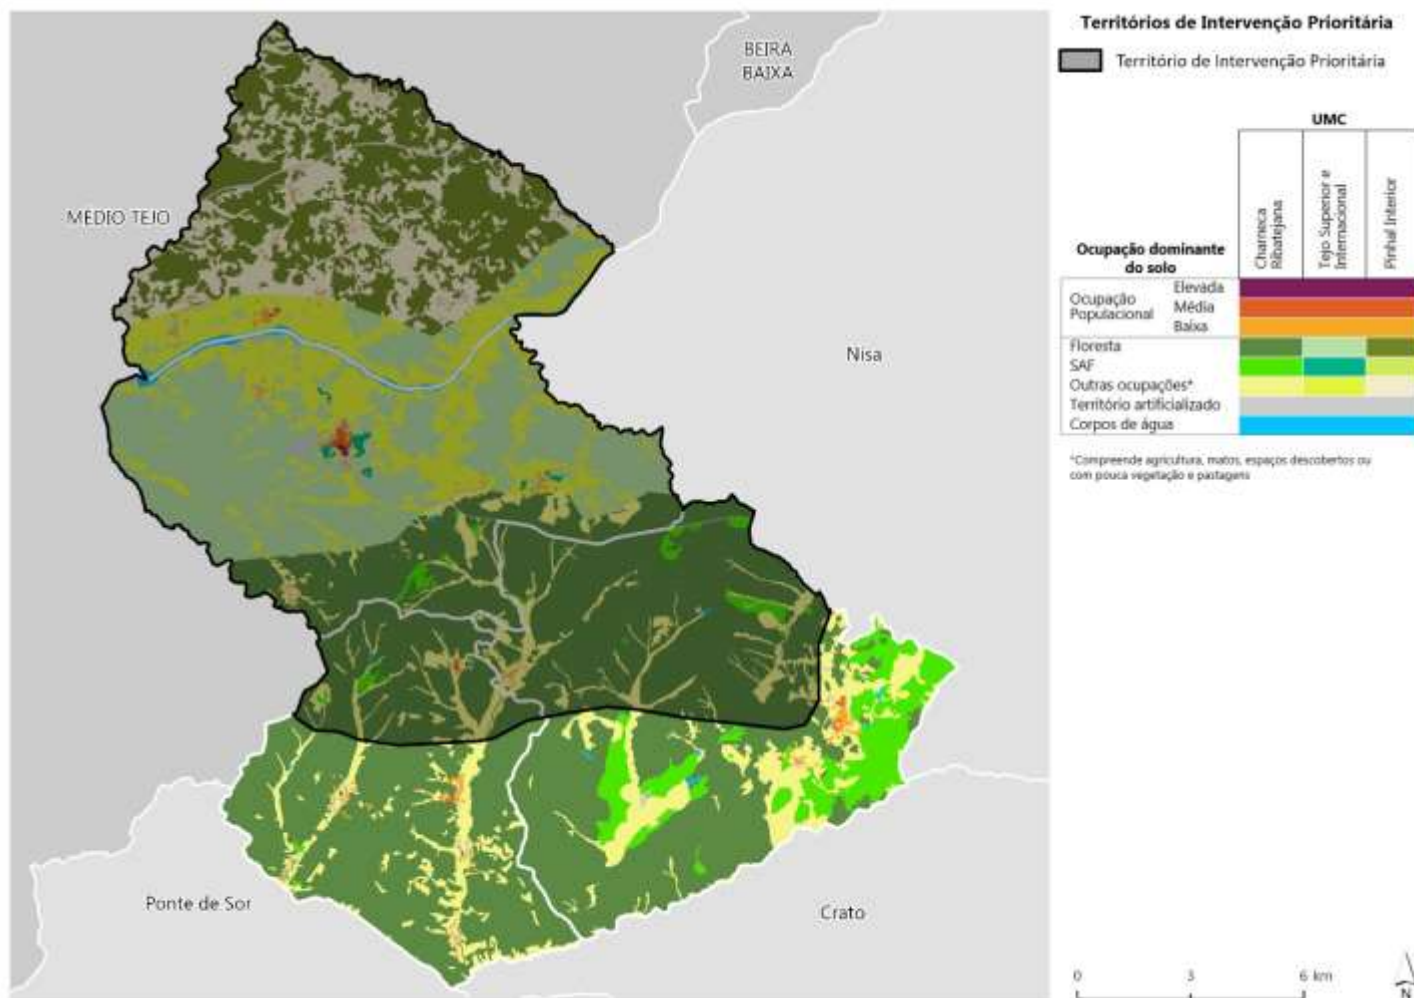 Territórios de Intervenção Prioritária
Território de Intervenção Prioritária
BEIRA
BAIXA
MÉDIO TEJO
Nisa
Ponte de Sor
Crato
UMC
Charneca
Ribatejana
Tejo Superior e
Internacional
Pinhal Interior
Ocupação dominante
do solo
Ocupação
Populacional
Elevada
Média
Baixa
Floresta
SAF
Outras ocupações*
Território artificializado
Corpos de água
*Compreende agricultura, matos, espaços descobertos ou
com pouca vegetação e pastagens
0 3 6 km
N